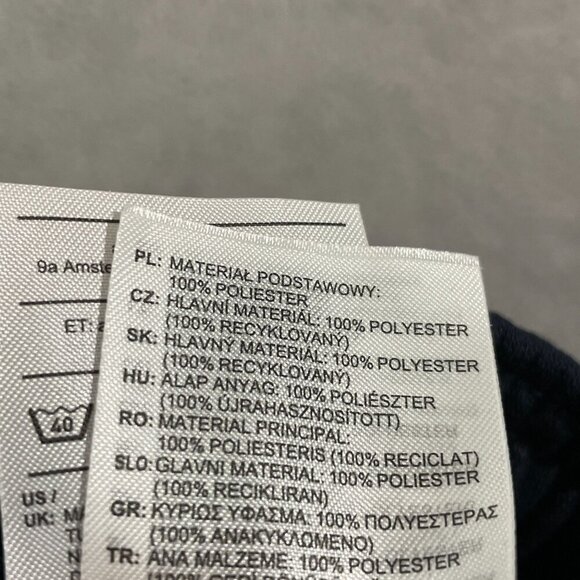 9a Amste
ET:
40
US /
UK:
PL: MATERIAŁ PODSTAWOWY:
100% POLIESTER
CZ: HLAVNÍ MATERIÁL: 100% POLYESTER
(100% RECYKLOVANÝ)
SK: HLAVNÝ MATERIÁL: 100% POLYESTER
(100% RECYKLOVANÝ)
HU: ALAP ANYAG: 100% POLIÉSZTER
(100% ÚJRAHASZNOSÍTOTT)
RO: MATERIAL PRINCIPAL:
100% POLIESTERIS (100% RECICLAT)
SLO: GLAVNI MATERIAL: 100% POLYESTER
(100% RECIKLIRAN)
GR: ΚΥΡΙΩΣ ΥΦΑΣΜΑ: 100% ΠΟΛΥΕΣΤΕΡΑΣ
(100% ΑΝΑΚΥΚΛΩΜΕΝΟ)
TR: ANA MALZEME: 100% POLYESTER